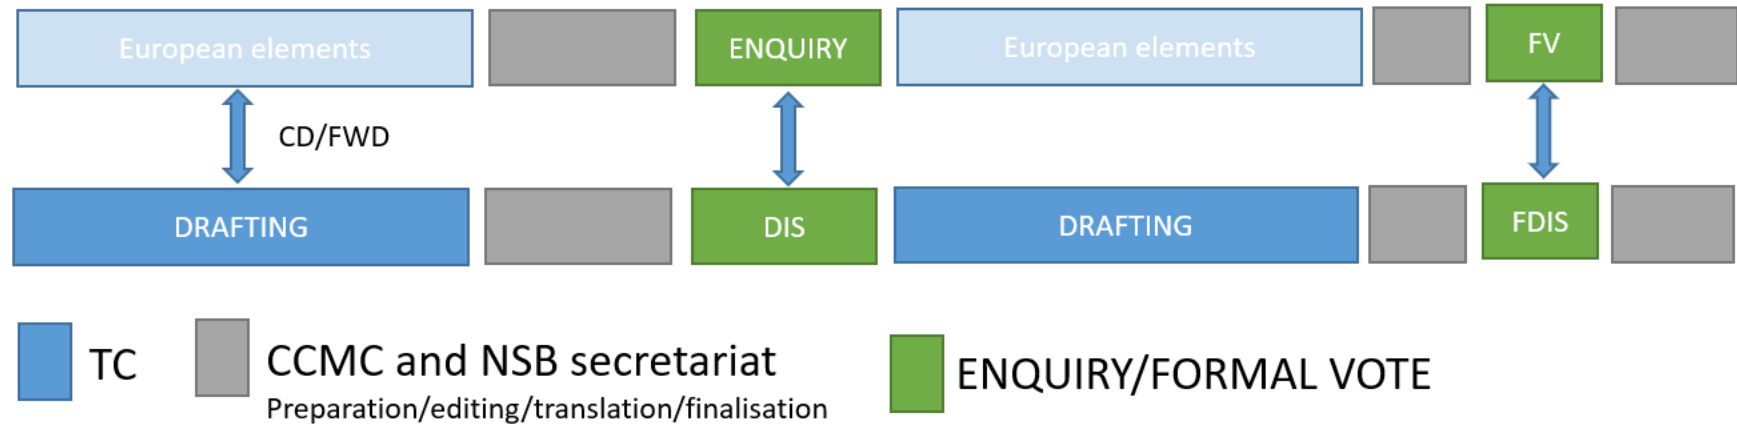 European elements
ENQUIRY
European elements
FV
CD/FWD
DRAFTING
DIS
DRAFTING
FDIS
TC
CCMC and NSB secretariat
Preparation/editing/translation/finalisation
ENQUIRY/FORMAL VOTE